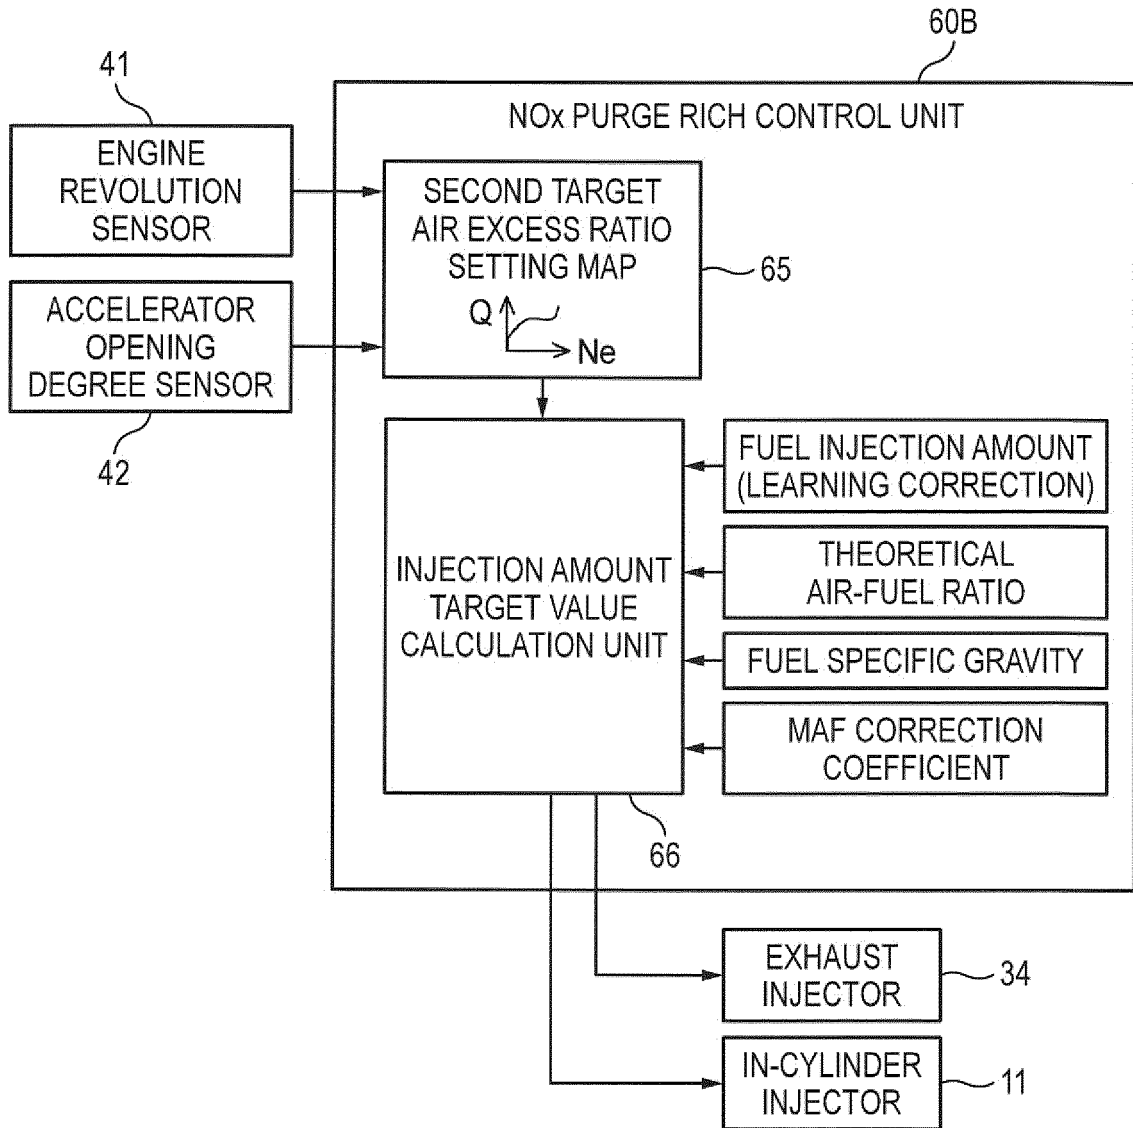 60B
41
NOx PURGE RICH CONTROL UNIT
ENGINE
REVOLUTION
SENSOR
SECOND TARGET
AIR EXCESS RATIO
SETTING MAP
Q
Ne
65
ACCELERATOR
OPENING
DEGREE SENSOR
42
INJECTION AMOUNT
TARGET VALUE
CALCULATION UNIT
FUEL INJECTION AMOUNT
(LEARNING CORRECTION)
THEORETICAL
AIR-FUEL RATIO
FUEL SPECIFIC GRAVITY
MAF CORRECTION
COEFFICIENT
66
EXHAUST
INJECTOR
34
IN-CYLINDER
INJECTOR
11